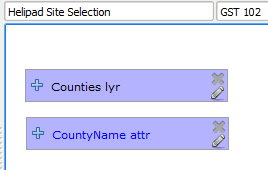 Helipad Site Selection GST 102
Counties lyr
CountyName attr